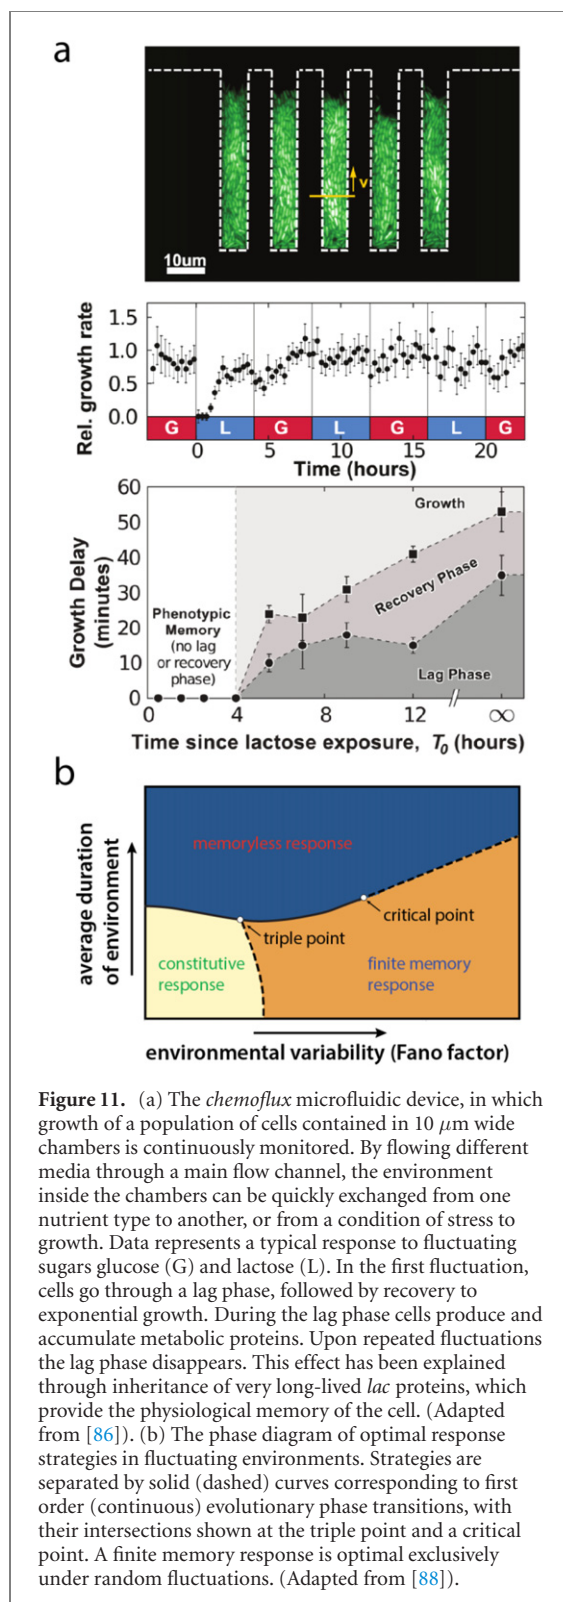 a
v
10um
Rel. growth rate
1.5
1.0
0.5
0.0
G L G L G L G
0 5 10 15 20
Time (hours)
Growth Delay
(minutes)
60
50
40
30
20
10
0
Growth
Recovery Phase
Lag Phase
Phenotypic
Memory
(no lag
or recovery
phase)
0 4 8 12 ∞
Time since lactose exposure, T0 (hours)
b
average duration
of environment
memoryless response
critical point
triple point
constitutive
response
finite memory
response
environmental variability (Fano factor)
Figure 11. (a) The chemoflux microfluidic device, in which
growth of a population of cells contained in 10 μm wide
chambers is continuously monitored. By flowing different
media through a main flow channel, the environment
inside the chambers can be quickly exchanged from one
nutrient type to another, or from a condition of stress to
growth. Data represents a typical response to fluctuating
sugars glucose (G) and lactose (L). In the first fluctuation,
cells go through a lag phase, followed by recovery to
exponential growth. During the lag phase cells produce and
accumulate metabolic proteins. Upon repeated fluctuations
the lag phase disappears. This effect has been explained
through inheritance of very long-lived lac proteins, which
provide the physiological memory of the cell. (Adapted
from [86]). (b) The phase diagram of optimal response
strategies in fluctuating environments. Strategies are
separated by solid (dashed) curves corresponding to first
order (continuous) evolutionary phase transitions, with
their intersections shown at the triple point and a critical
point. A finite memory response is optimal exclusively
under random fluctuations. (Adapted from [88]).